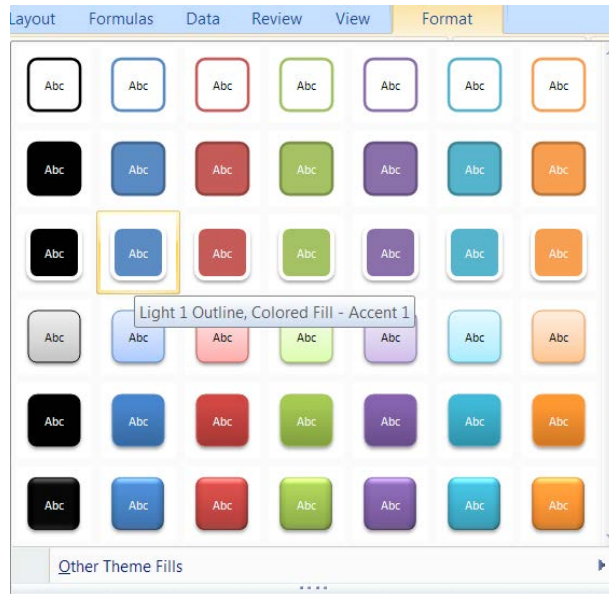 Layout Formulas Data Review View Format
Abc Abc Abc Abc Abc Abc Abc
Abc Abc Abc Abc Abc Abc Abc
Abc Abc Abc Abc Abc Abc Abc
Light 1 Outline, Colored Fill - Accent 1
Abc Abc Abc Abc Abc Abc Abc
Abc Abc Abc Abc Abc Abc Abc
Abc Abc Abc Abc Abc Abc Abc
Other Theme Fills